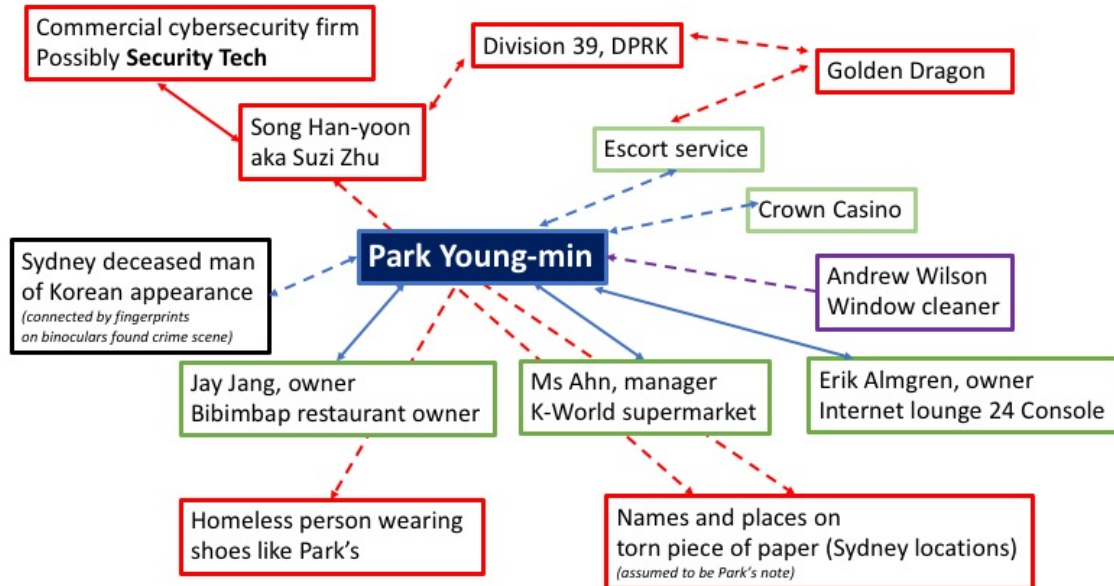 Commercial cybersecurity firm
Possibly Security Tech
Division 39, DPRK
Golden Dragon
Song Han-yoon
aka Suzi Zhu
Escort service
Crown Casino
Park Young-min
Sydney deceased man
of Korean appearance
(connected by fingerprints
on binoculars found crime scene)
Andrew Wilson
Window cleaner
Jay Jang, owner
Bibimbap restaurant owner
Ms Ahn, manager
K-World supermarket
Erik Almgren, owner
Internet lounge 24 Console
Homeless person wearing
shoes like Park's
Names and places on
torn piece of paper (Sydney locations)
(assumed to be Park's note)